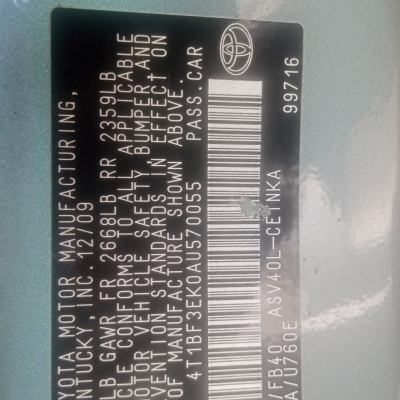 YOTA MOTOR MANUFACTURING,
ENTUCKY, INC. 12/09
LB GAWR FR 2668LB RR 2359LB
CLE CONFORMS TO ALL APPLICABLE
MOTOR VEHICLE SAFETY, BUMPER AND
VENTION STANDARDS IN EFFECT ON
OF MANUFACTURE SHOWN ABOVE.
4T1BF3EK0AU570055 PASS.CAR
/FB40 ASV40L-CETNKA
A/U760E 99716